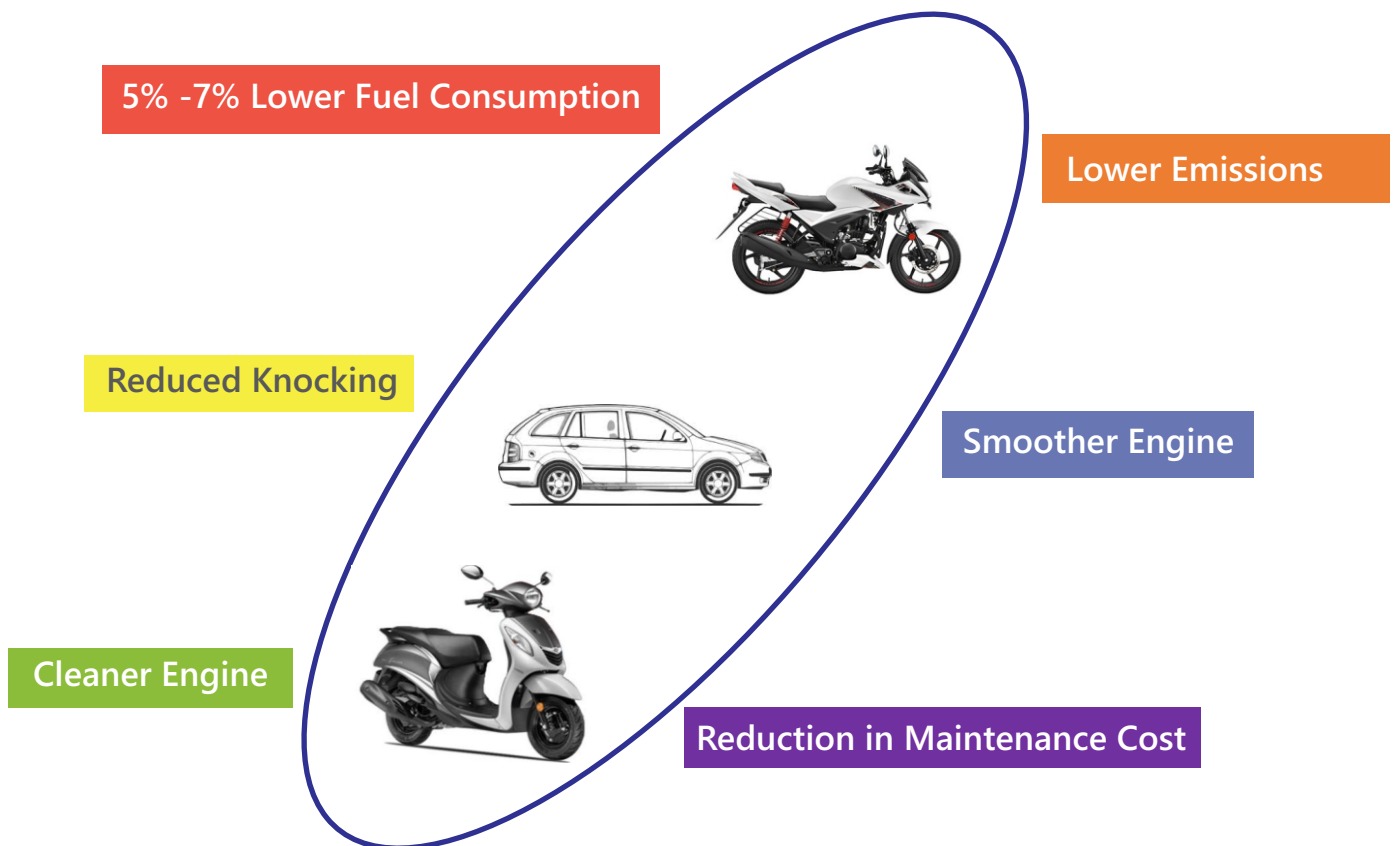 5% -7% Lower Fuel Consumption
Lower Emissions
Reduced Knocking
Smoother Engine
Cleaner Engine
Reduction in Maintenance Cost